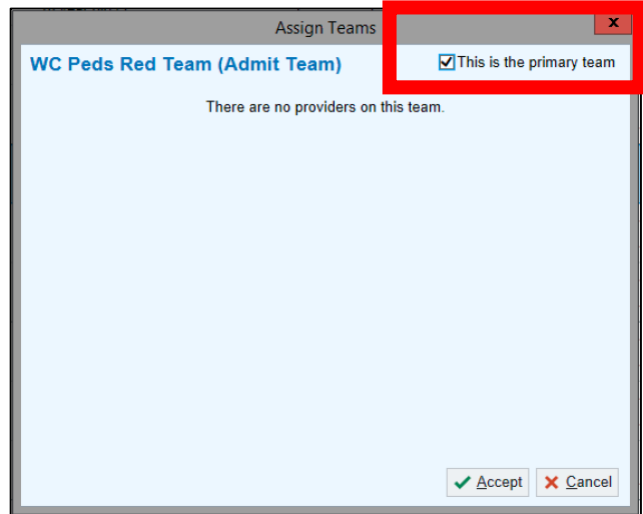 Assign Teams
x
WC Peds Red Team (Admit Team)
This is the primary team
There are no providers on this team.
Accept
Cancel